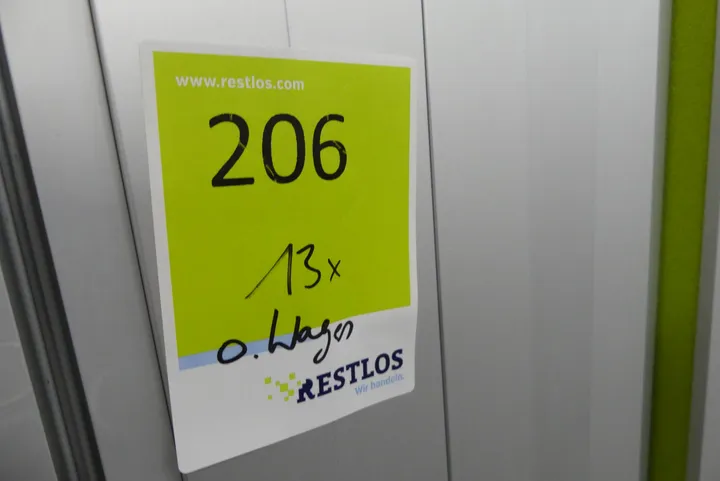 www.restlos.com
206
13x
o. Wagen
RESTLOS
Wir handeln.